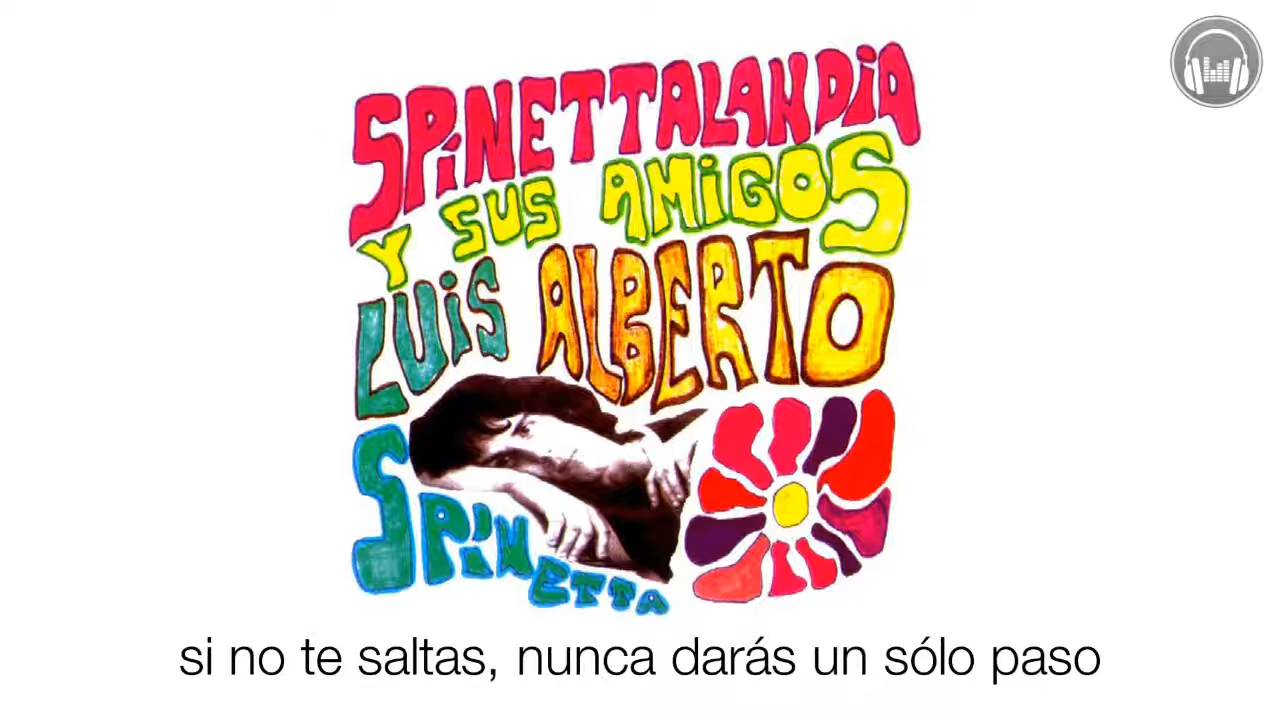 SPiNETTALANDiA
Y SUS AMiGOS
LUiS ALBERTO
SPiNETTA
si no te saltas, nunca darás un sólo paso